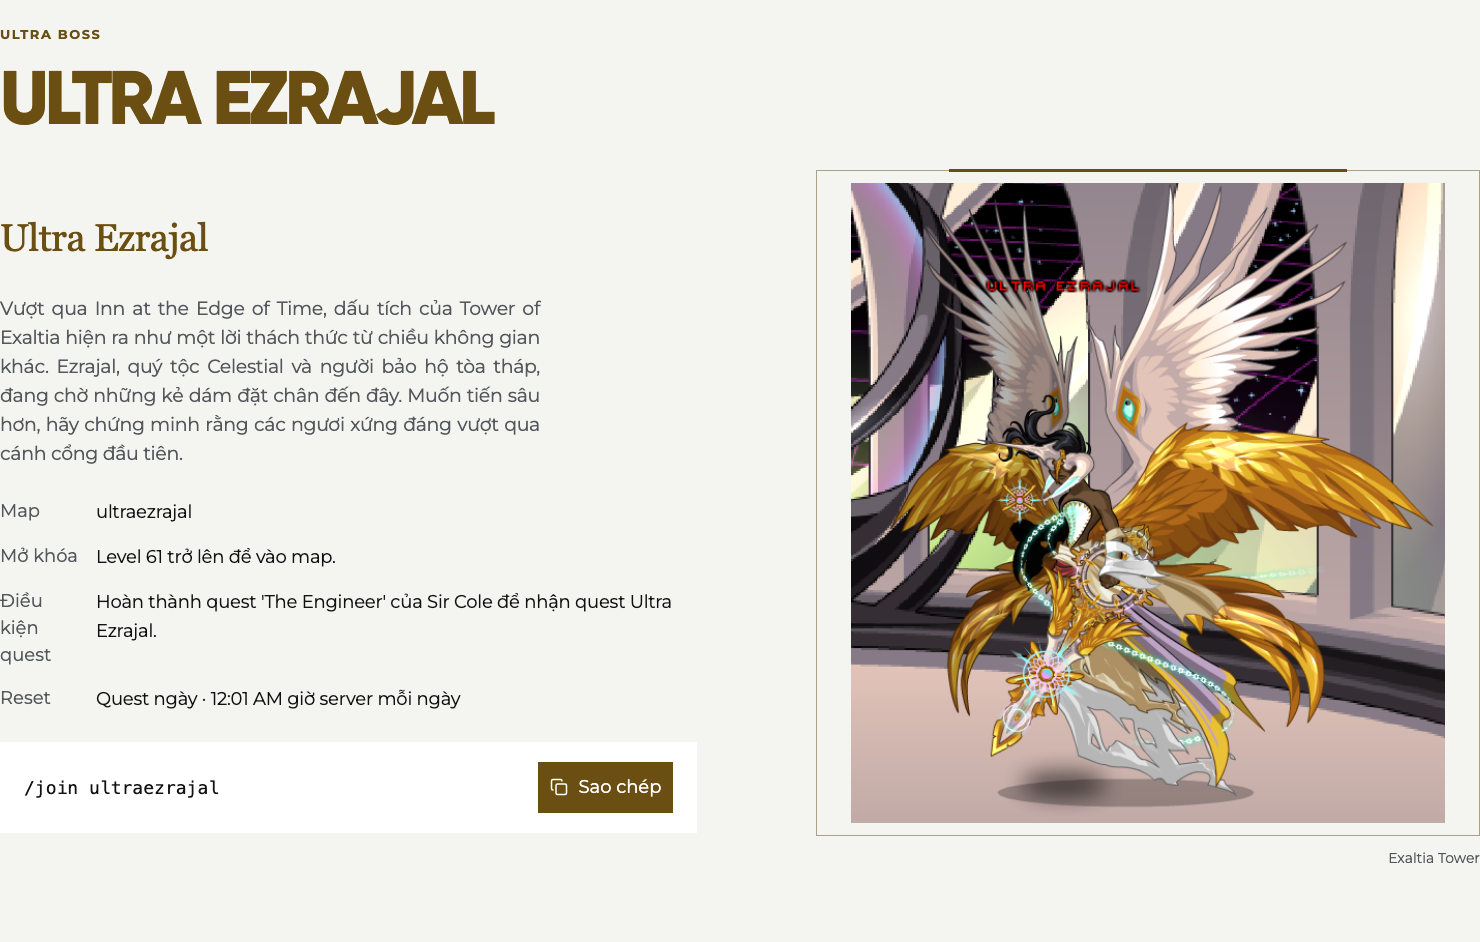 ULTRA BOSS
ULTRA EZRAJAL
Ultra Ezrajal
Vượt qua Inn at the Edge of Time, dấu tích của Tower of
Exaltia hiện ra như một lời thách thức từ chiều không gian
khác. Ezrajal, quý tộc Celestial và người bảo hộ tòa tháp,
đang chờ những kẻ dám đặt chân đến đây. Muốn tiến sâu
hơn, hãy chứng minh rằng các ngươi xứng đáng vượt qua
cánh cổng đầu tiên.
Map ultraezrajal
Mở khóa Level 61 trở lên để vào map.
Điều kiện quest Hoàn thành quest 'The Engineer' của Sir Cole để nhận quest Ultra
Ezrajal.
Reset Quest ngày · 12:01 AM giờ server mỗi ngày
/join ultraezrajal
Sao chép
ULTRA EZRAJAL
Exaltia Tower